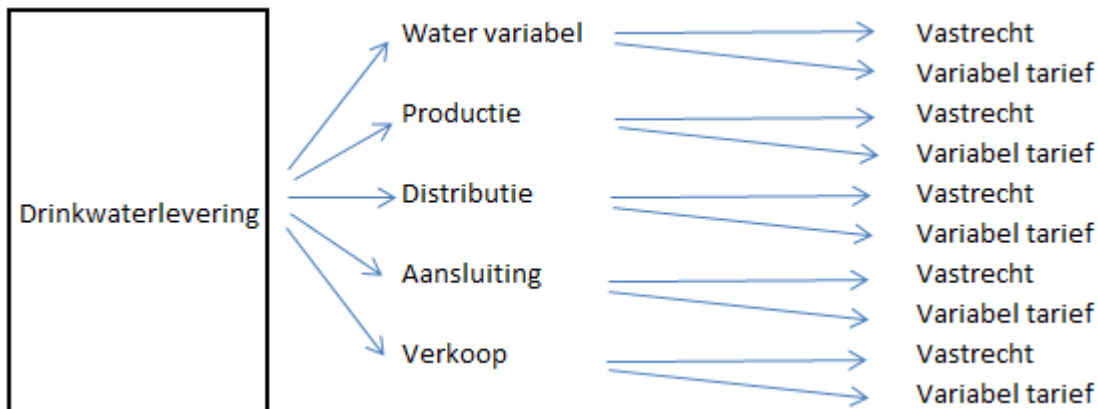 Water variabel
Vastrecht
Variabel tarief
Productie
Vastrecht
Variabel tarief
Drinkwaterlevering
Distributie
Vastrecht
Variabel tarief
Aansluiting
Vastrecht
Variabel tarief
Verkoop
Vastrecht
Variabel tarief